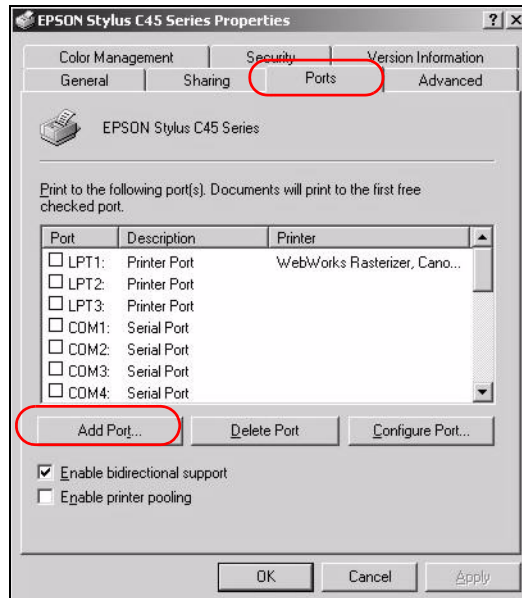 EPSON Stylus C45 Series Properties
Color Management Security Version Information
General Sharing Ports Advanced
EPSON Stylus C45 Series
Print to the following port(s). Documents will print to the first free
checked port.
Port Description Printer
LPT1: Printer Port WebWorks Rasterizer, Cano...
LPT2: Printer Port
LPT3: Printer Port
COM1: Serial Port
COM2: Serial Port
COM3: Serial Port
COM4: Serial Port
Add Port... Delete Port Configure Port...
Enable bidirectional support
Enable printer pooling
OK Cancel Apply